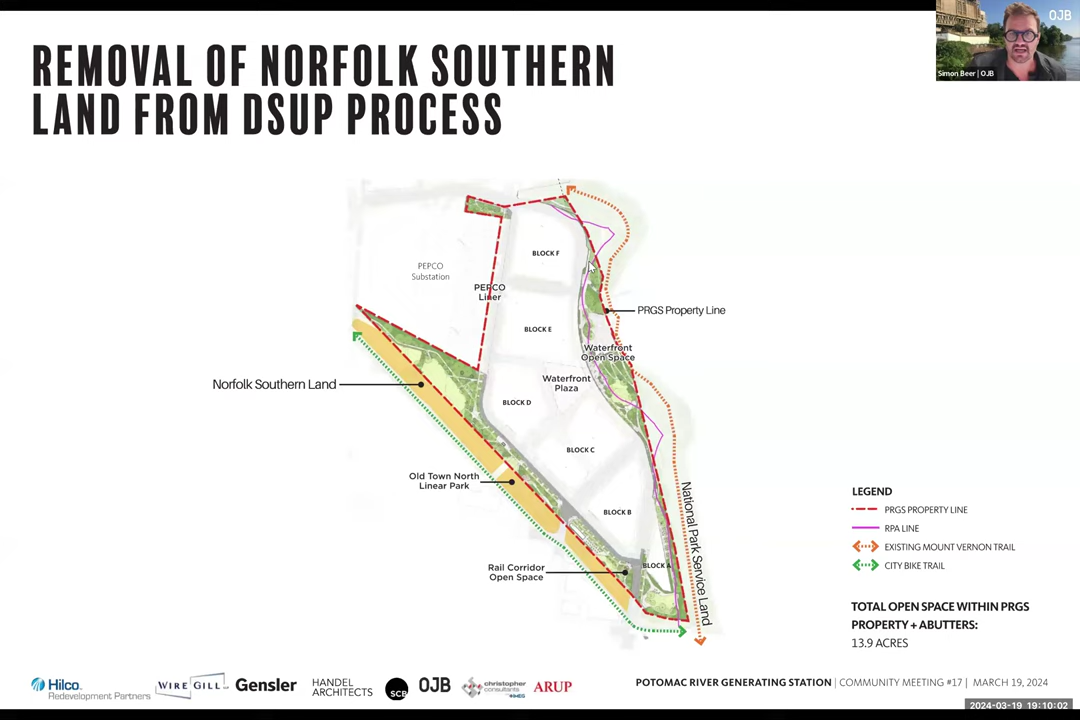 OJB
Simon Beer | OJB
REMOVAL OF NORFOLK SOUTHERN
LAND FROM DSUP PROCESS
BLOCK F
PEPCO
Substation
PEPCO
Liner
PRGS Property Line
BLOCK E
Waterfront
Open Space
Waterfront
Plaza
Norfolk Southern Land
BLOCK D
BLOCK C
Old Town North
Linear Park
BLOCK B
National Park Service Land
Rail Corridor
Open Space
BLOCK A
LEGEND
PRGS PROPERTY LINE
RPA LINE
EXISTING MOUNT VERNON TRAIL
CITY BIKE TRAIL
TOTAL OPEN SPACE WITHIN PRGS
PROPERTY + ABUTTERS:
13.9 ACRES
Hilco
Redevelopment Partners
WIRE GILL
Gensler
HANDEL
ARCHITECTS
SCB
OJB
christopher
consultants
ARUP
POTOMAC RIVER GENERATING STATION | COMMUNITY MEETING #17 | MARCH 19, 2024
2024-03-19 19:10:02